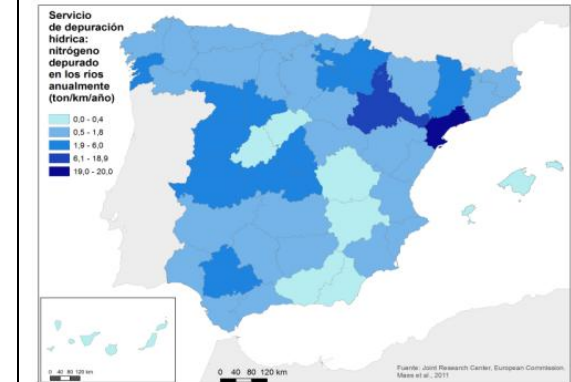 Servicio
de depuración
hídrica:
nitrógeno
depurado
en los ríos
anualmente
(ton/km/año)
0,0 - 0,4
0,5 - 1,8
1,9 - 6,0
6,1 - 18,9
19,0 - 20,0
0 40 80 120 km
0 40 80 120 km
Fuente: Joint Research Center, European Commission.
Maes et al., 2011